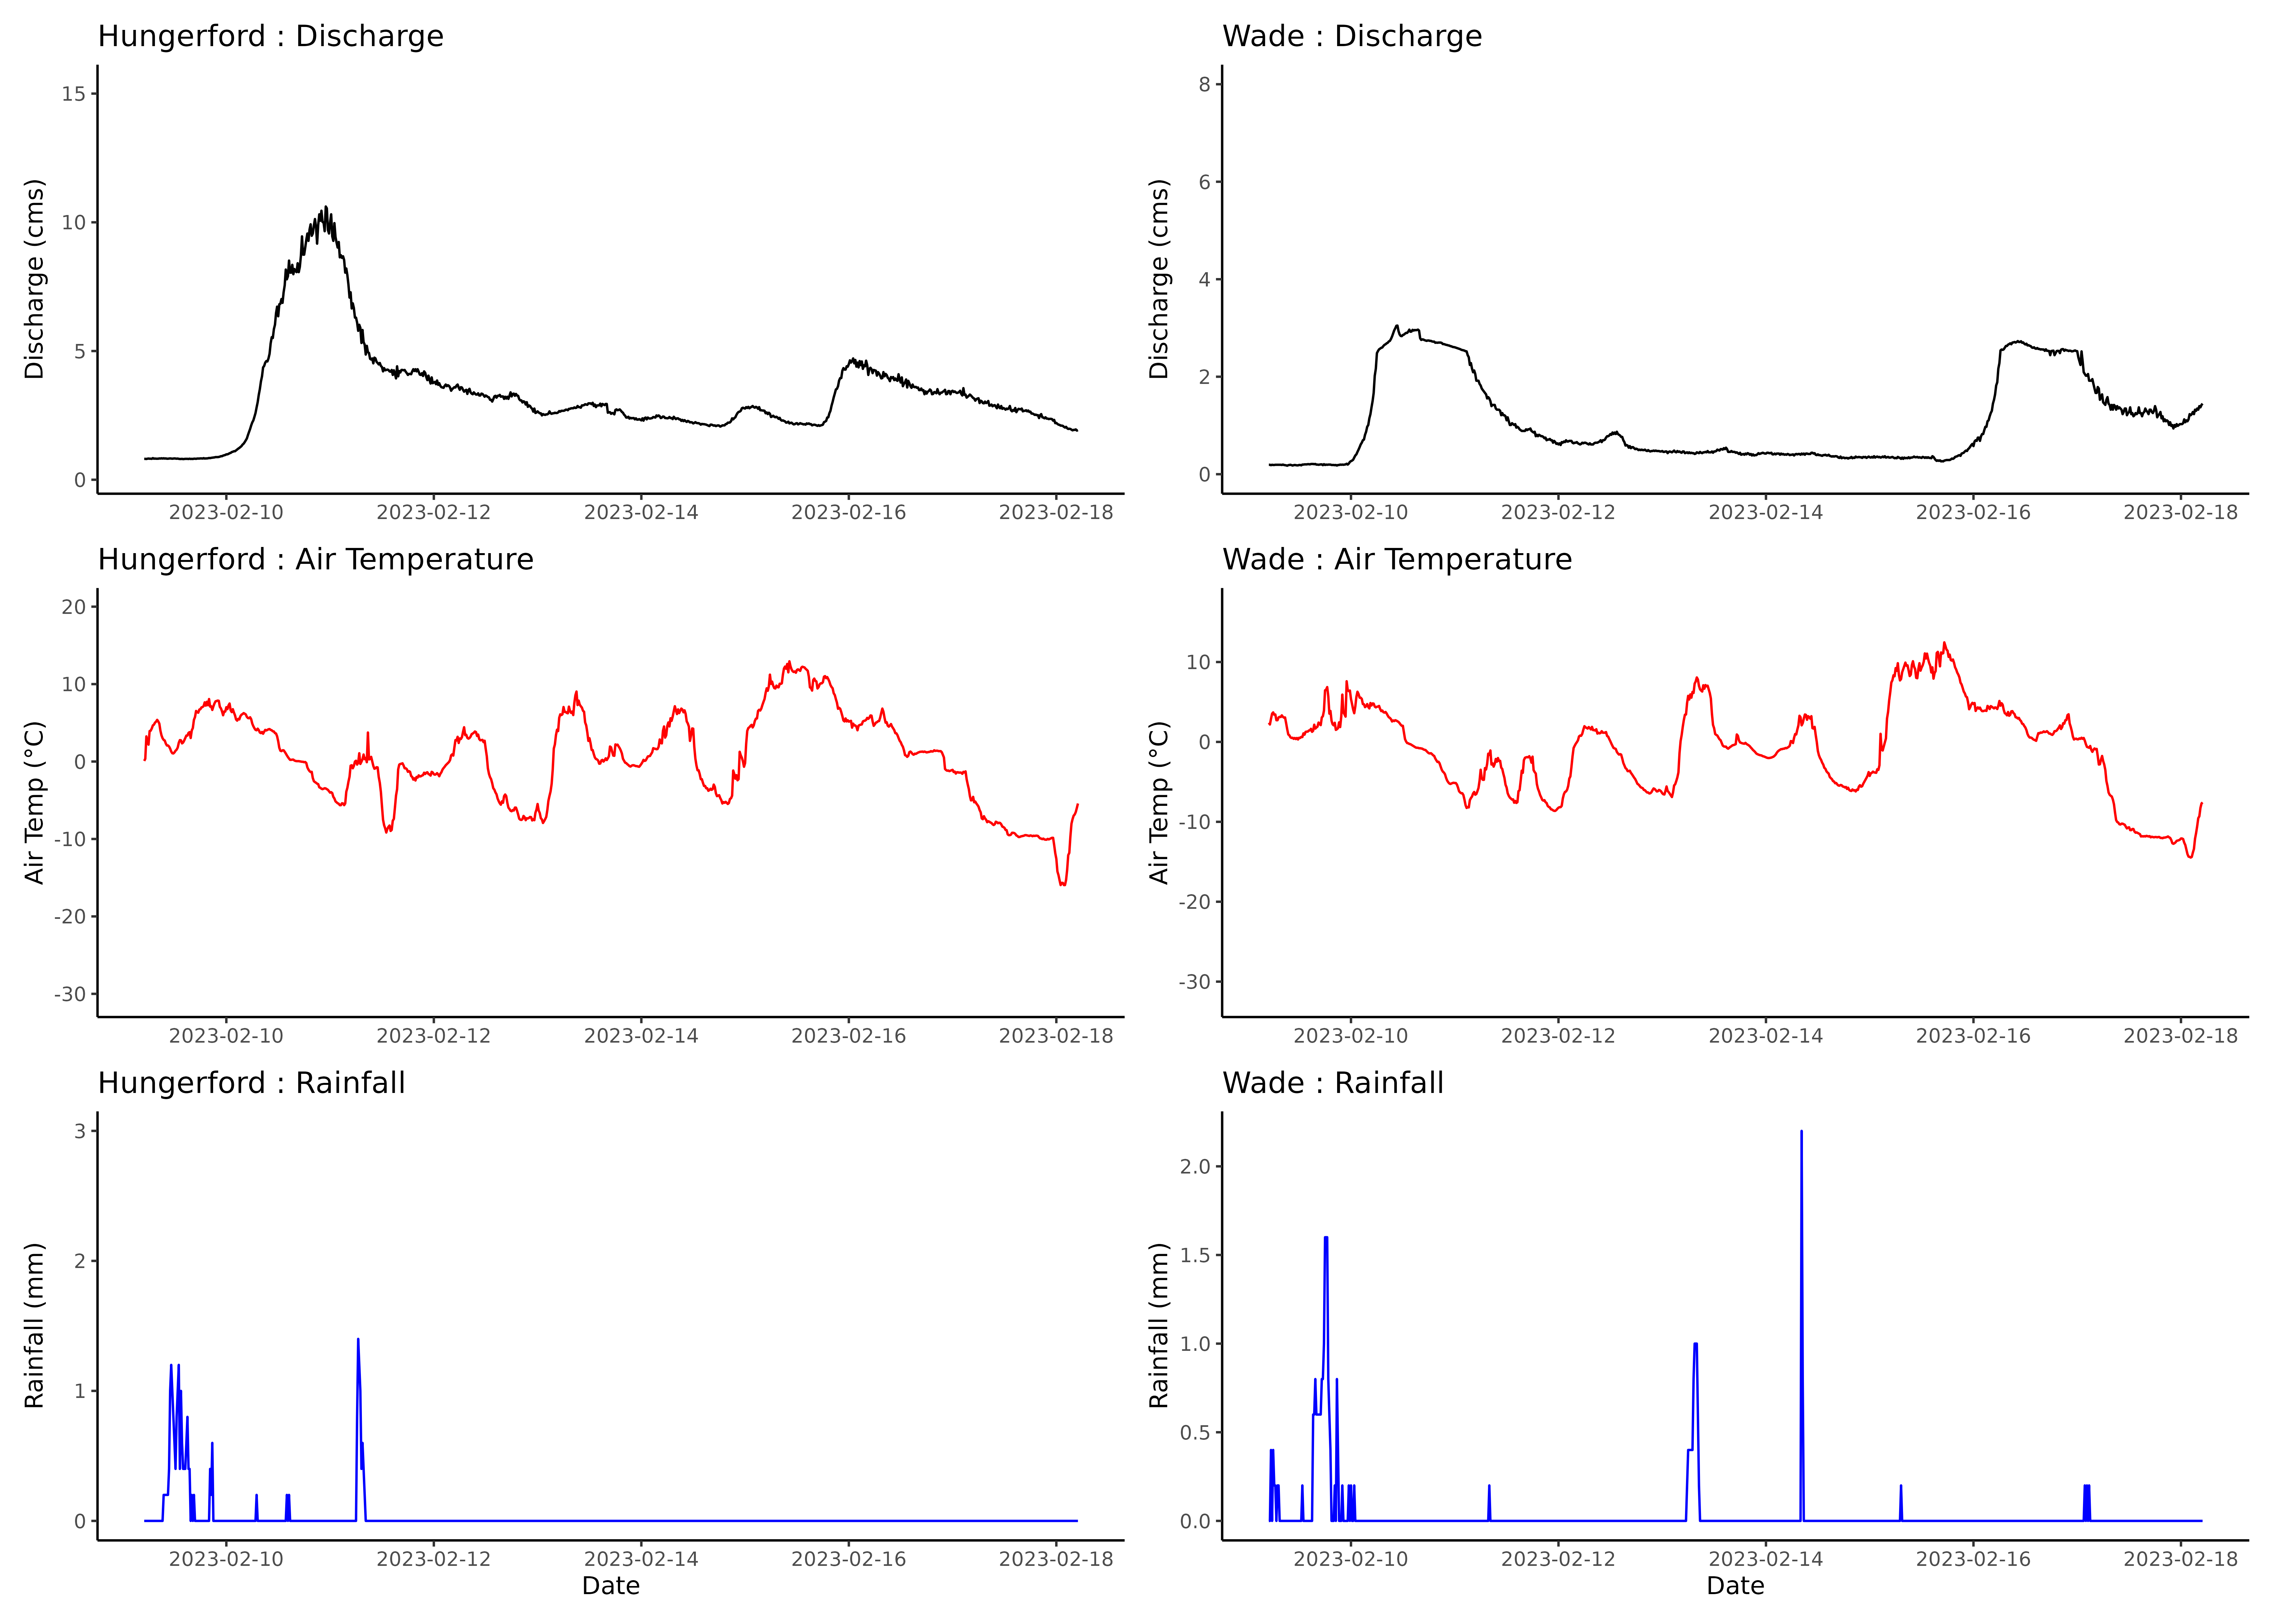 Hungerford : Discharge
Discharge (cms)
15
10
5
0
2023-02-10 2023-02-12 2023-02-14 2023-02-16 2023-02-18
Wade : Discharge
Discharge (cms)
8
6
4
2
0
2023-02-10 2023-02-12 2023-02-14 2023-02-16 2023-02-18
Hungerford : Air Temperature
Air Temp (°C)
20
10
0
-10
-20
-30
2023-02-10 2023-02-12 2023-02-14 2023-02-16 2023-02-18
Wade : Air Temperature
Air Temp (°C)
10
0
-10
-20
-30
2023-02-10 2023-02-12 2023-02-14 2023-02-16 2023-02-18
Hungerford : Rainfall
Rainfall (mm)
3
2
1
0
2023-02-10 2023-02-12 2023-02-14 2023-02-16 2023-02-18
Date
Wade : Rainfall
Rainfall (mm)
2.0
1.5
1.0
0.5
0.0
2023-02-10 2023-02-12 2023-02-14 2023-02-16 2023-02-18
Date